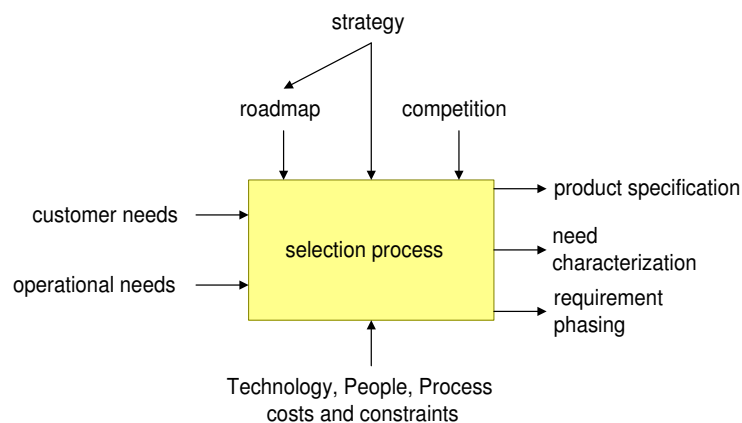 strategy
roadmap
competition
customer needs
operational needs
selection process
product specification
need
characterization
requirement
phasing
Technology, People, Process
costs and constraints